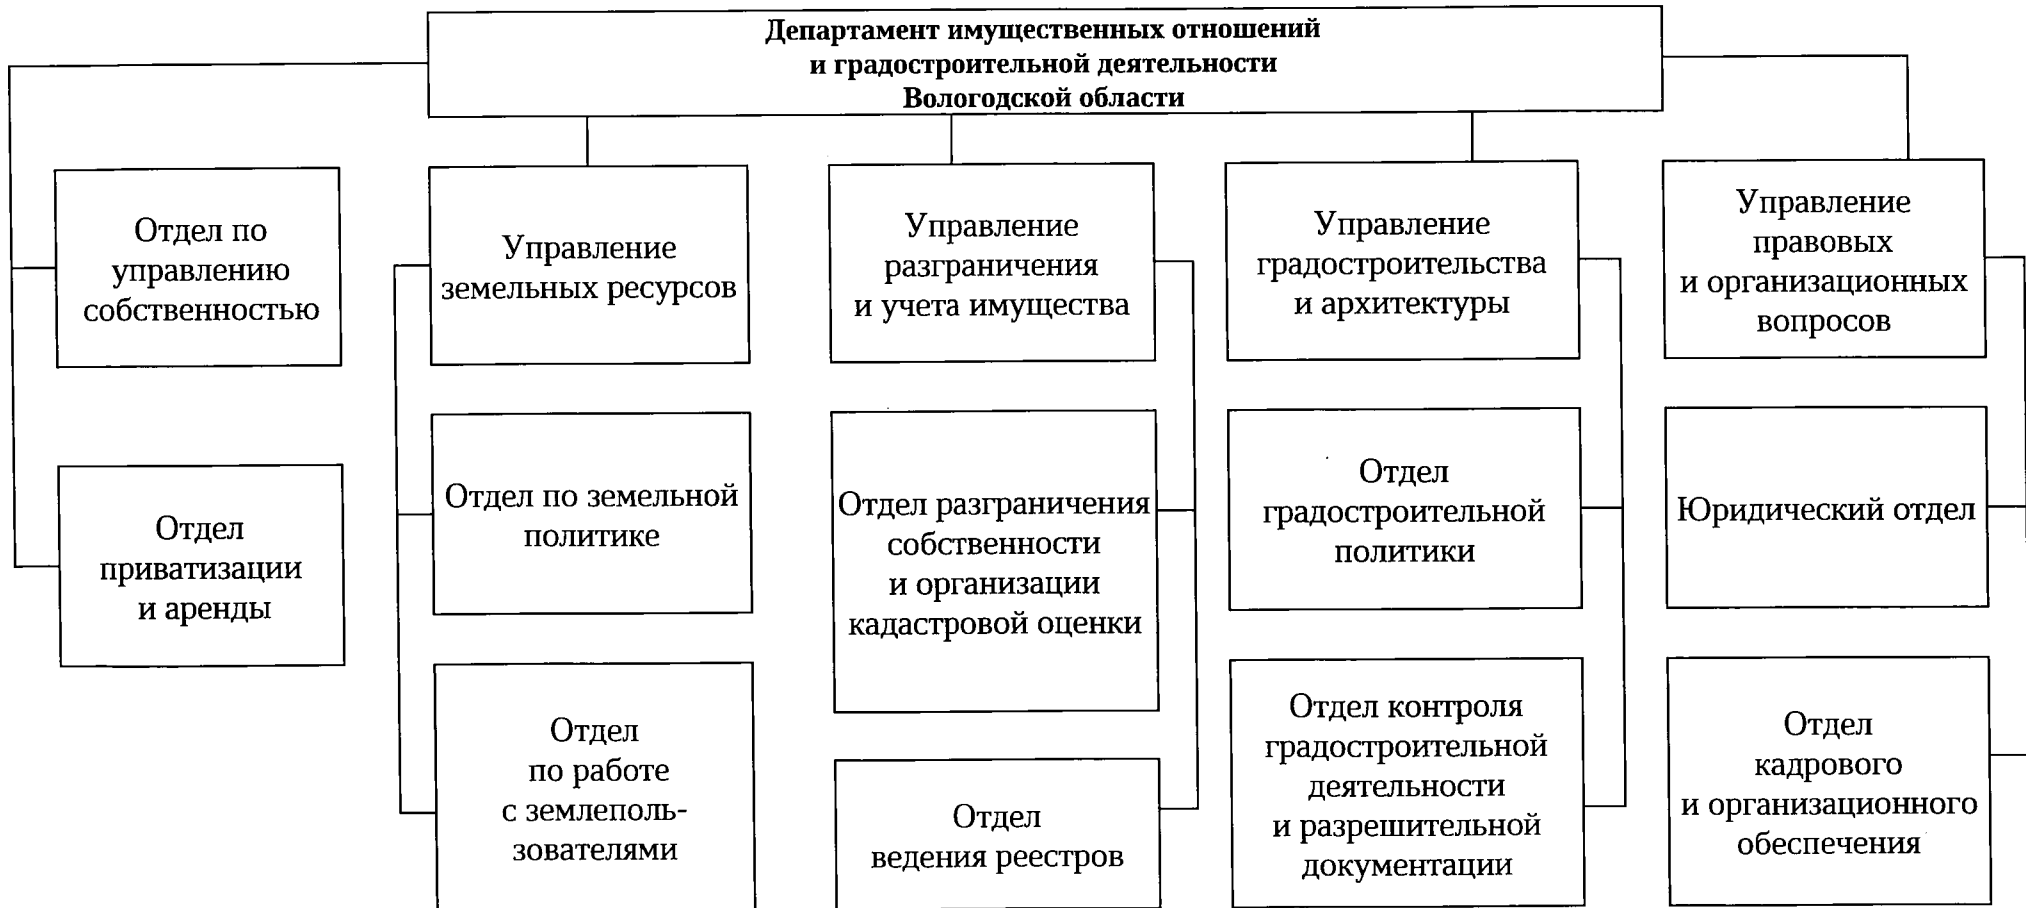 Департамент имущественных отношений
и градостроительной деятельности
Вологодской области
Отдел по
управлению
собственностью
Управление
земельных ресурсов
Управление
разграничения
и учета имущества
Управление
градостроительства
и архитектуры
Управление
правовых
и организационных
вопросов
Отдел
приватизации
и аренды
Отдел по земельной
политике
Отдел разграничения
собственности
и организации
кадастровой оценки
Отдел
градостроительной
политики
Юридический отдел
Отдел
по работе
с землеполь-
зователями
Отдел
ведения реестров
Отдел контроля
градостроительной
деятельности
и разрешительной
документации
Отдел
кадрового
и организационного
обеспечения